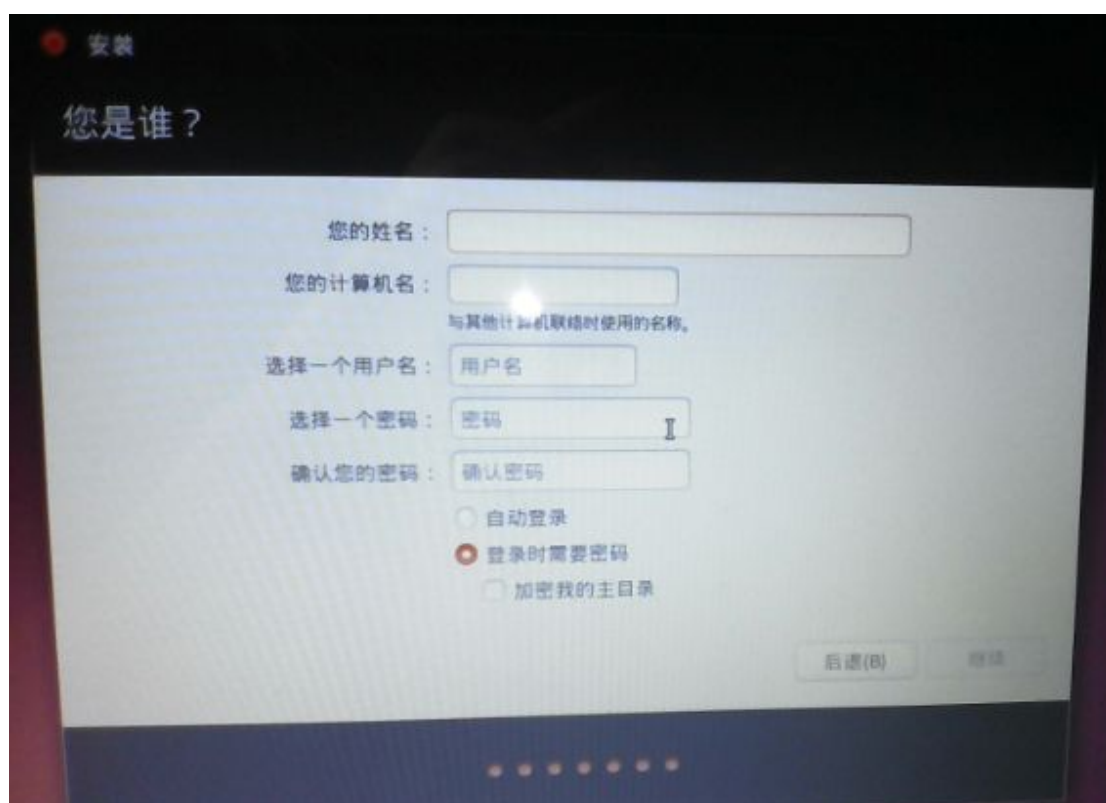 安装
您是谁？
您的姓名：
您的计算机名：
与其他计算机联络时使用的名称。
选择一个用户名： 用户名
选择一个密码： 密码
确认您的密码： 确认密码
自动登录
登录时需要密码
加密我的主目录
后退(B) 继续